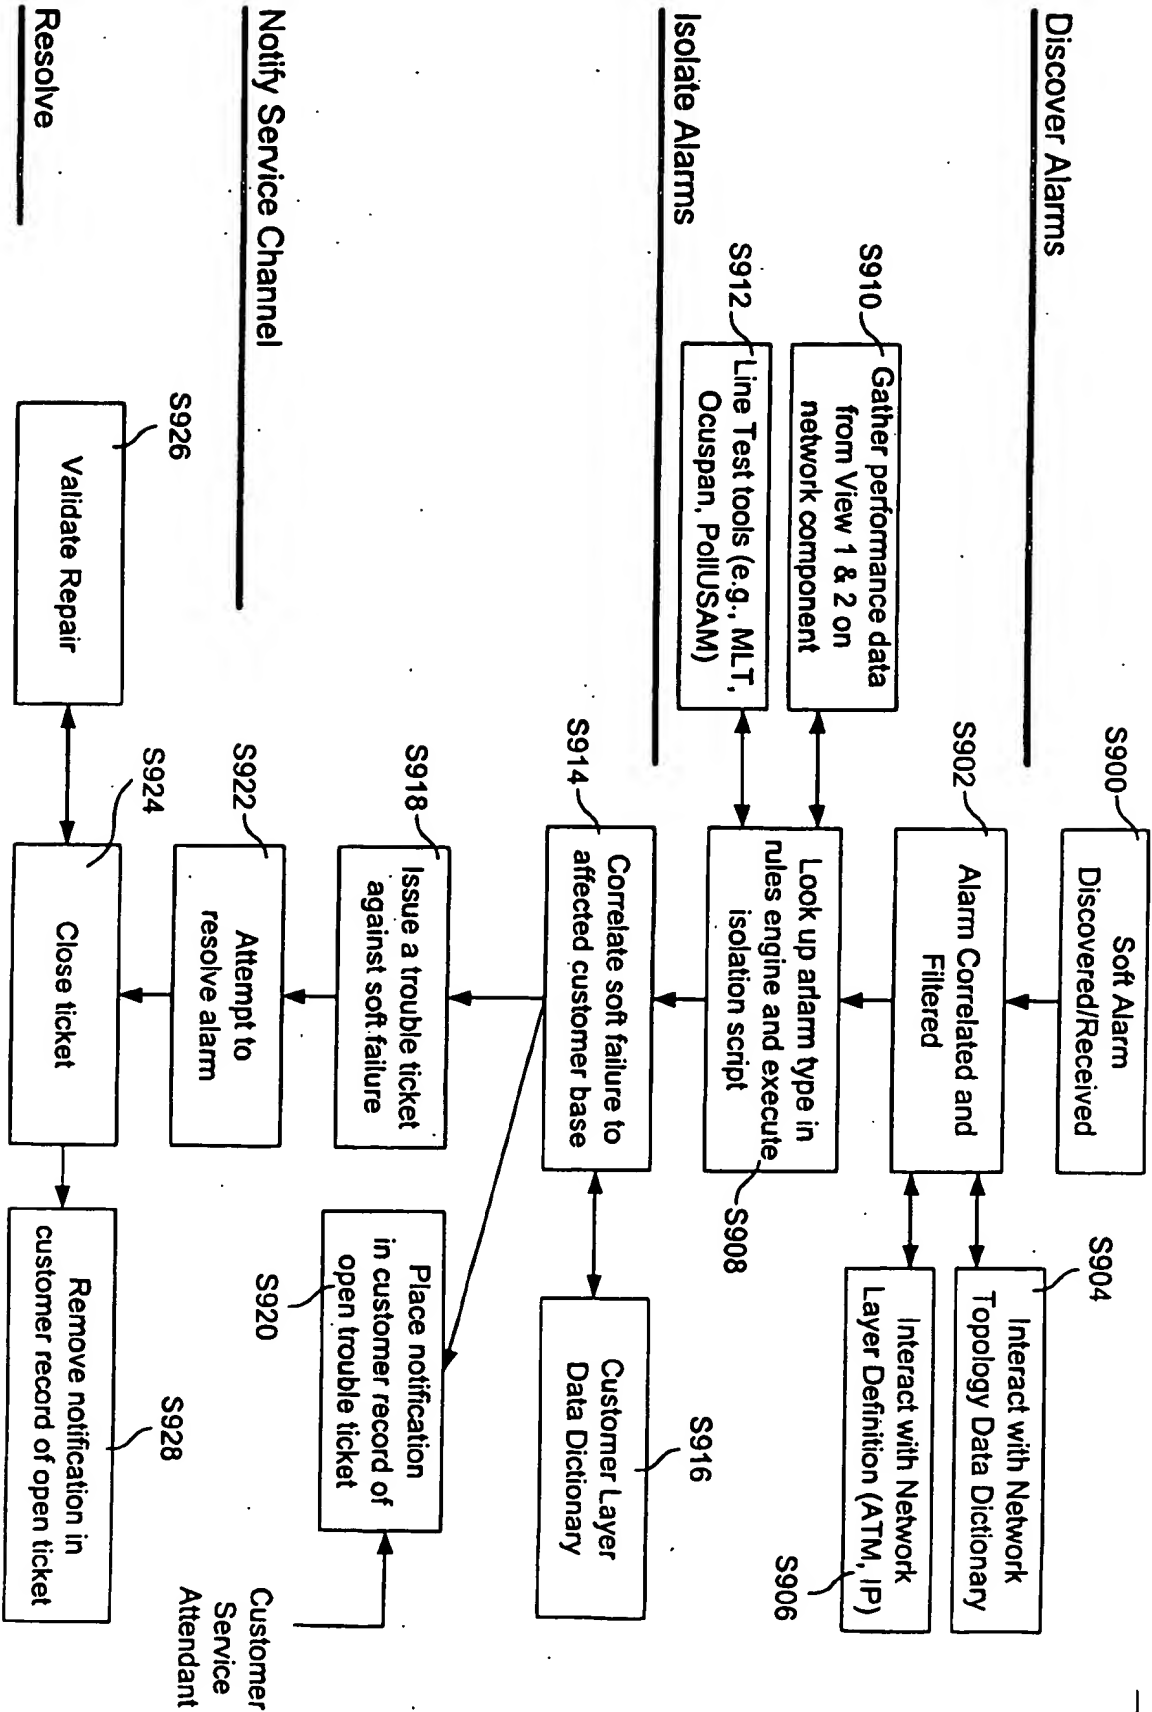 Discover Alarms
S900
Soft Alarm
Discovered/Received
S902
Alarm Correlated and
Filtered
S904
Interact with Network
Topology Data Dictionary
Interact with Network
Layer Definition (ATM, IP)
S906
Isolate Alarms
S910
Gather performance data
from View 1 & 2 on
network component
S912
Line Test tools (e.g., MLT,
Ocuspan, PollUSAM)
Look up arlarm type in
rules engine and execute
isolation script
S908
S914
Correlate soft failure to
affected customer base
S916
Customer Layer
Data Dictionary
Notify Service Channel
S918
Issue a trouble ticket
against soft failure
Place notification
in customer record of
open trouble ticket
S920
Customer
Service
Attendant
S922
Attempt to
resolve alarm
Resolve
S926
Validate Repair
S924
Close ticket
S928
Remove notification in
customer record of open ticket